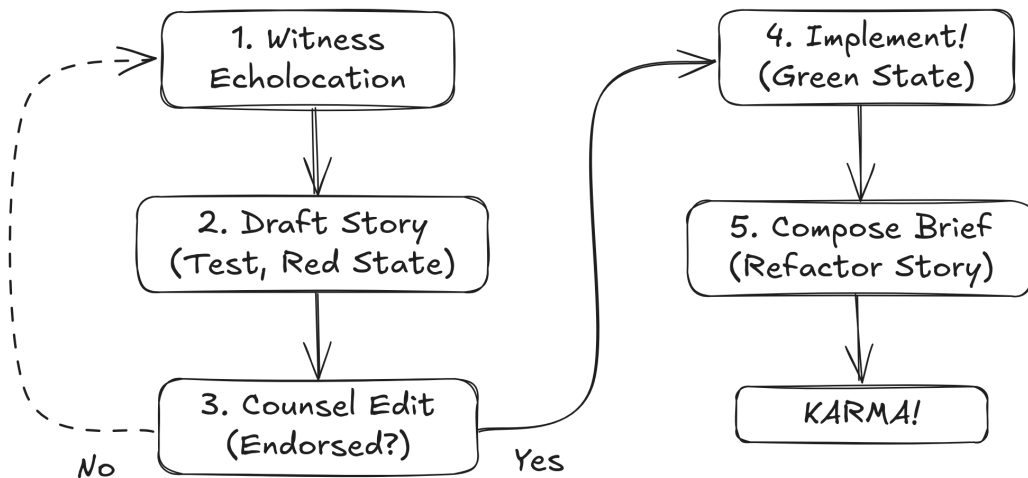 1. Witness
Echolocation
2. Draft Story
(Test, Red State)
3. Counsel Edit
(Endorsed?)
No
Yes
4. Implement!
(Green State)
5. Compose Brief
(Refactor Story)
KARMA!